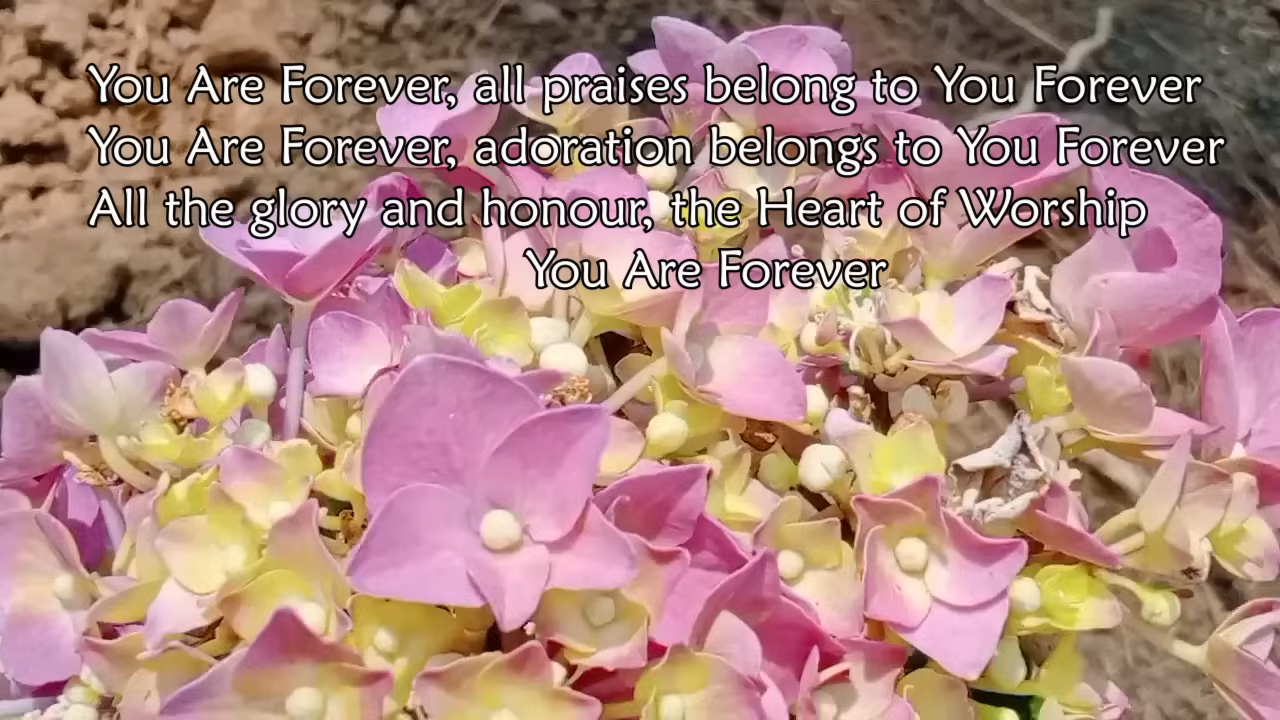 You Are Forever, all praises belong to You Forever
You Are Forever, adoration belongs to You Forever
All the glory and honour, the Heart of Worship
You Are Forever